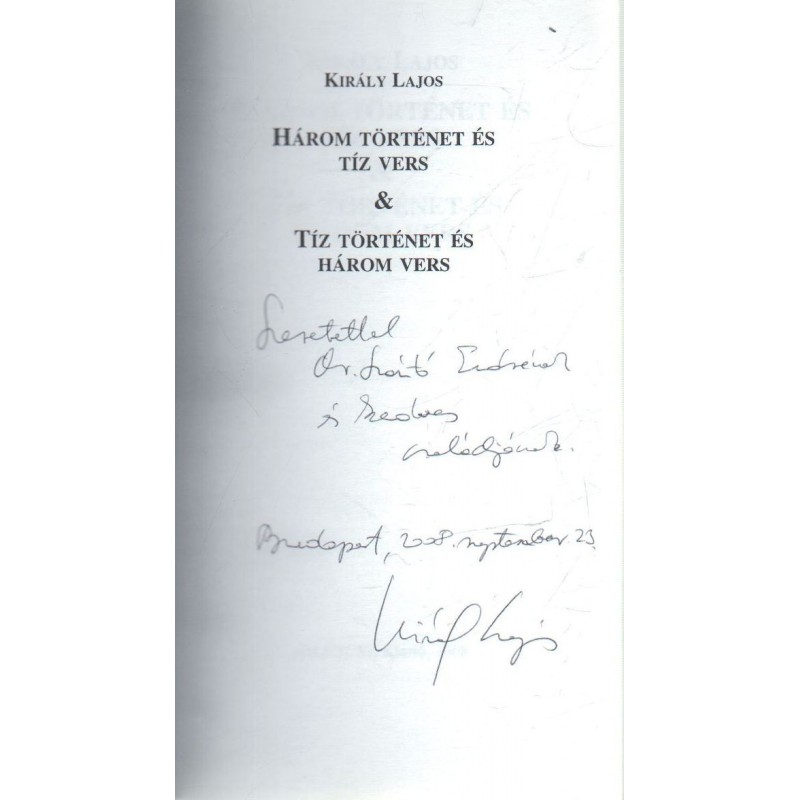 KIRÁLY LAJOS
HÁROM TÖRTÉNET ÉS
TÍZ VERS
&
TÍZ TÖRTÉNET ÉS
HÁROM VERS
Szeretettel
Dr. Szántó
és kedves
családjának.
Budapest, 2008. szeptember 23.
Király Lajos